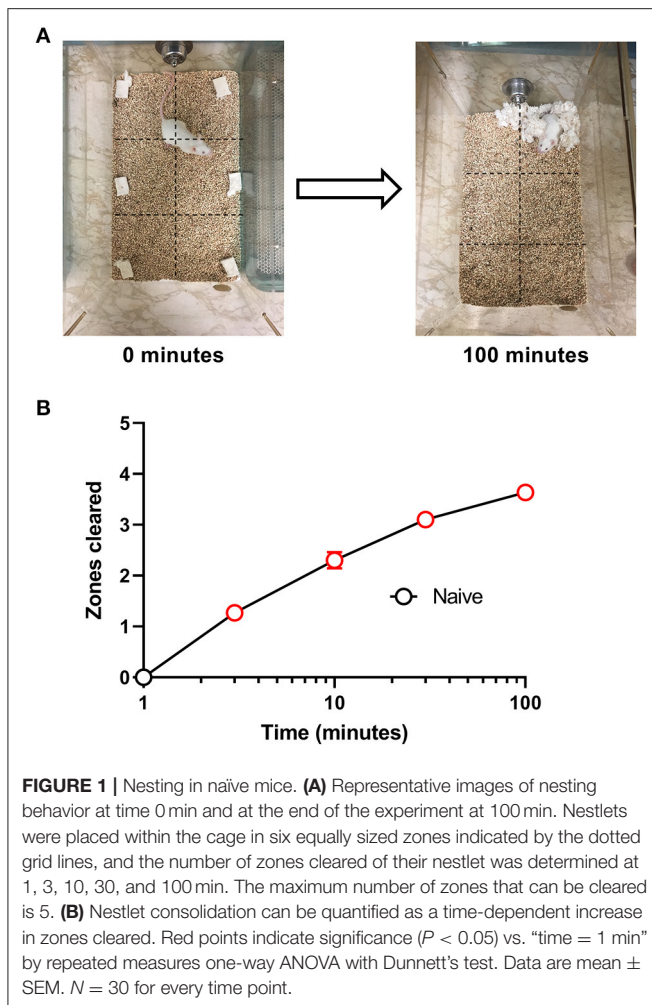 A
0 minutes
100 minutes
B
5
4
3
2
1
0
Zones cleared
Naive
1
10
100
Time (minutes)
FIGURE 1 | Nesting in naïve mice. (A) Representative images of nesting
behavior at time 0 min and at the end of the experiment at 100 min. Nestlets
were placed within the cage in six equally sized zones indicated by the dotted
grid lines, and the number of zones cleared of their nestlet was determined at
1, 3, 10, 30, and 100 min. The maximum number of zones that can be cleared
is 5. (B) Nestlet consolidation can be quantified as a time-dependent increase
in zones cleared. Red points indicate significance (P < 0.05) vs. “time = 1 min”
by repeated measures one-way ANOVA with Dunnett’s test. Data are mean ±
SEM. N = 30 for every time point.